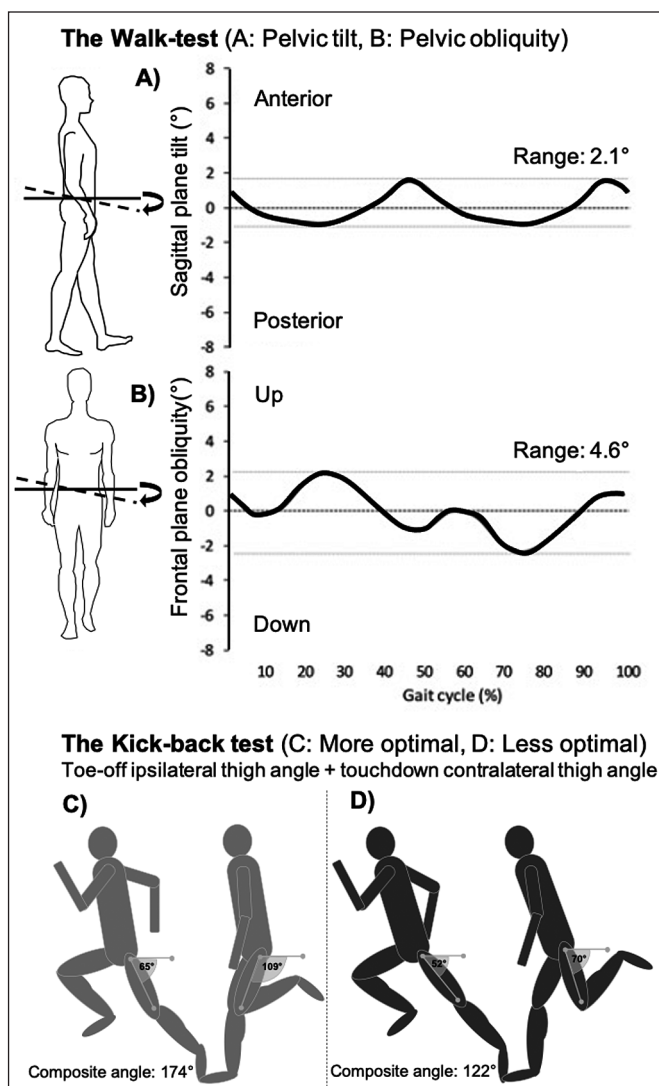 The Walk-test (A: Pelvic tilt, B: Pelvic obliquity)
A)
Sagittal plane tilt (°)
8
6
4
2
0
-2
-4
-6
-8
Anterior
Range: 2.1°
Posterior
B)
Frontal plane obliquity(°)
8
6
4
2
0
-2
-4
-6
-8
Up
Range: 4.6°
Down
10 20 30 40 50 60 70 80 90 100
Gait cycle (%)
The Kick-back test (C: More optimal, D: Less optimal)
Toe-off ipsilateral thigh angle + touchdown contralateral thigh angle
C)
65°
109°
Composite angle: 174°
D)
52°
70°
Composite angle: 122°